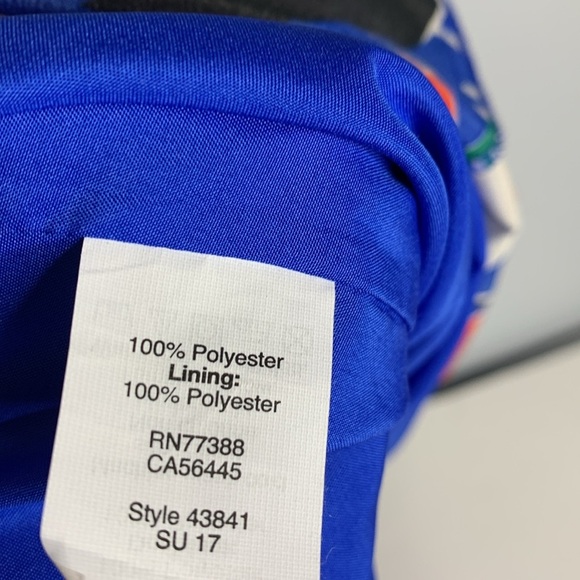 100% Polyester
Lining:
100% Polyester
RN77388
CA56445
Style 43841
SU 17